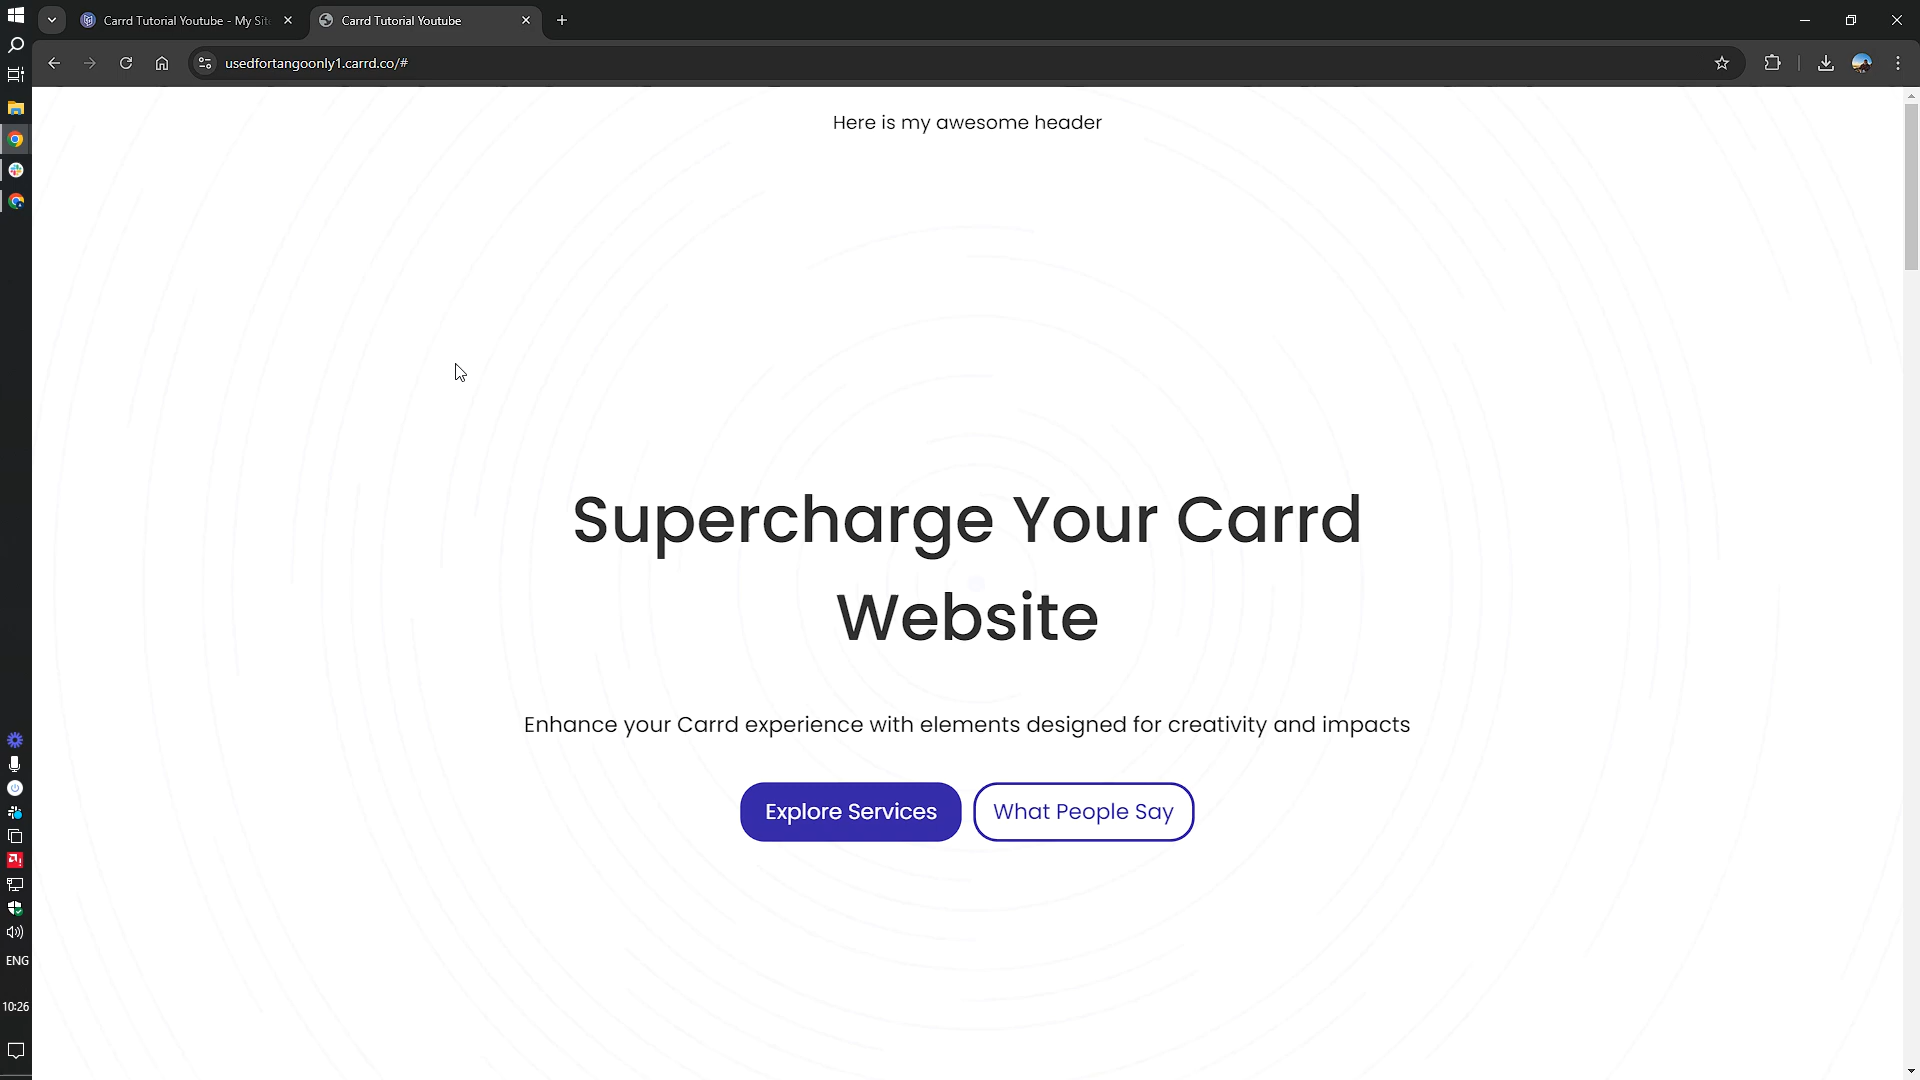 Carrd Tutorial Youtube - My Sit
Carrd Tutorial Youtube
usedfortangoonly1.carrd.co/#
Here is my awesome header
Supercharge Your Carrd
Website
Enhance your Carrd experience with elements designed for creativity and impacts
Explore Services
What People Say
ENG
10:26